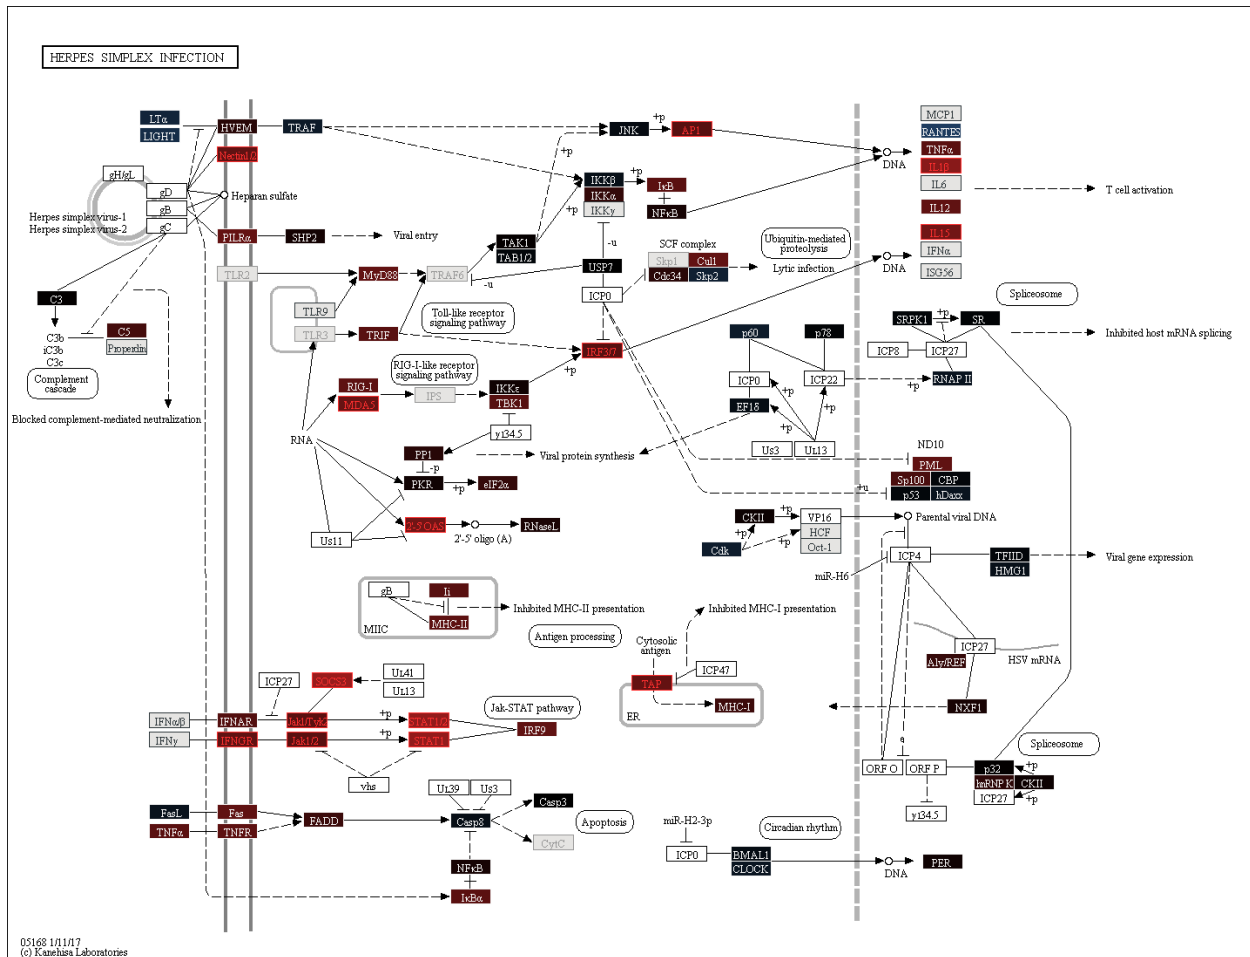 HERPES SIMPLEX INFECTION
LTα
LIGHT
HVEM
TRAF
Nectin1/2
gH/gL
gD
gB
gC
Heparan sulfate
Herpes simplex virus-1
Herpes simplex virus-2
PILRα
SHP2
Viral entry
TLR2
MyD88
TRAF6
TLR9
TLR3
TRIF
Toll-like receptor
signaling pathway
C3
C3b
iC3b
C3c
C5
Properdin
Complement
cascade
Blocked complement-mediated neutralization
JNK
+p
AP1
+p
IKKβ
IKKα
IKKγ
+p
+p
IκB
NFκB
TAK1
TAB1/2
-u
USP7
-u
ICP0
SCF complex
Skp1
Cul1
Cdc34
Skp2
Ubiquitin-mediated
proteolysis
Lytic infection
IRF3/7
RIG-I-like receptor
signaling pathway
RIG-I
MDA5
IPS
IKKε
TBK1
+p
γ134.5
RNA
PP1
-p
PKR
+p
eIF2α
Viral protein synthesis
2'-5'OAS
2'-5' oligo (A)
RNaseL
Us11
DNA
DNA
MCP1
RANTES
TNFα
IL1β
IL6
IL12
IL15
IFNα
ISG56
T cell activation
Spliceosome
SRPK1
+p
SR
ICP8
ICP27
RNAP II
Inhibited host mRNA splicing
p60
p78
ICP0
ICP22
+p
EF1δ
+p
+p
Us3
UL13
ND10
PML
Sp100
CBP
p53
hDaxx
+u
CKII
+p
VP16
HCF
Oct-1
Cdk
+p
+p
Parental viral DNA
ICP4
miR-H6
TFIID
HMG1
Viral gene expression
gB
Ii
MHC-II
MIIC
Inhibited MHC-II presentation
Antigen processing
Inhibited MHC-I presentation
Cytosolic
antigen
TAP
ICP47
MHC-I
ER
ICP27
Aly/REF
HSV mRNA
NXF1
ICP27
SOCS3
UL41
UL13
IFNα/β
IFNAR
Jak1/Tyk2
+p
STAT1/2
Jak-STAT pathway
IFNγ
IFNGR
Jak1/2
+p
STAT1
IRF9
vhs
ORF O
ORF P
γ134.5
Spliceosome
p32
hnRNP K
CKII
ICP27
+p
+p
UL39
Us3
FasL
Fas
TNFα
TNFR
FADD
Casp8
Casp3
CytC
Apoptosis
NFκB
IκBα
miR-H2-3p
ICP0
BMAL1
CLOCK
Circadian rhythm
DNA
PER
05168 1/11/17
(c) Kanehisa Laboratories